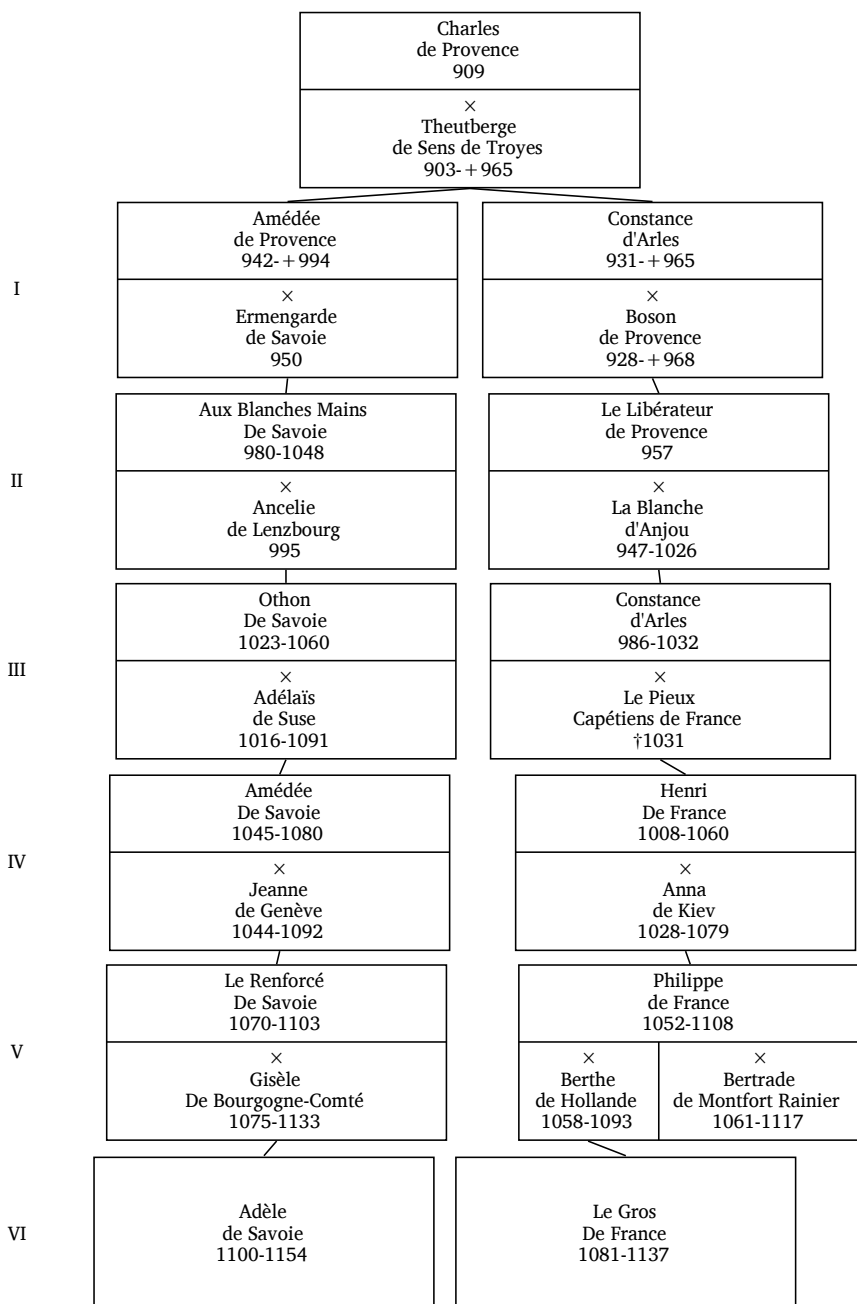 Charles
de Provence
909
×
Theutberge
de Sens de Troyes
903-+965
I
Amédée
de Provence
942-+994
×
Ermengarde
de Savoie
950
Constance
d'Arles
931-+965
×
Boson
de Provence
928-+968
II
Aux Blanches Mains
De Savoie
980-1048
×
Ancelie
de Lenzbourg
995
Le Libérateur
de Provence
957
×
La Blanche
d'Anjou
947-1026
III
Othon
De Savoie
1023-1060
×
Adélaïs
de Suse
1016-1091
Constance
d'Arles
986-1032
×
Le Pieux
Capétiens de France
†1031
IV
Amédée
De Savoie
1045-1080
×
Jeanne
de Genève
1044-1092
Henri
De France
1008-1060
×
Anna
de Kiev
1028-1079
V
Le Renforcé
De Savoie
1070-1103
×
Gisèle
De Bourgogne-Comté
1075-1133
Philippe
de France
1052-1108
×
Berthe
de Hollande
1058-1093
×
Bertrade
de Montfort Rainier
1061-1117
VI
Adèle
de Savoie
1100-1154
Le Gros
De France
1081-1137